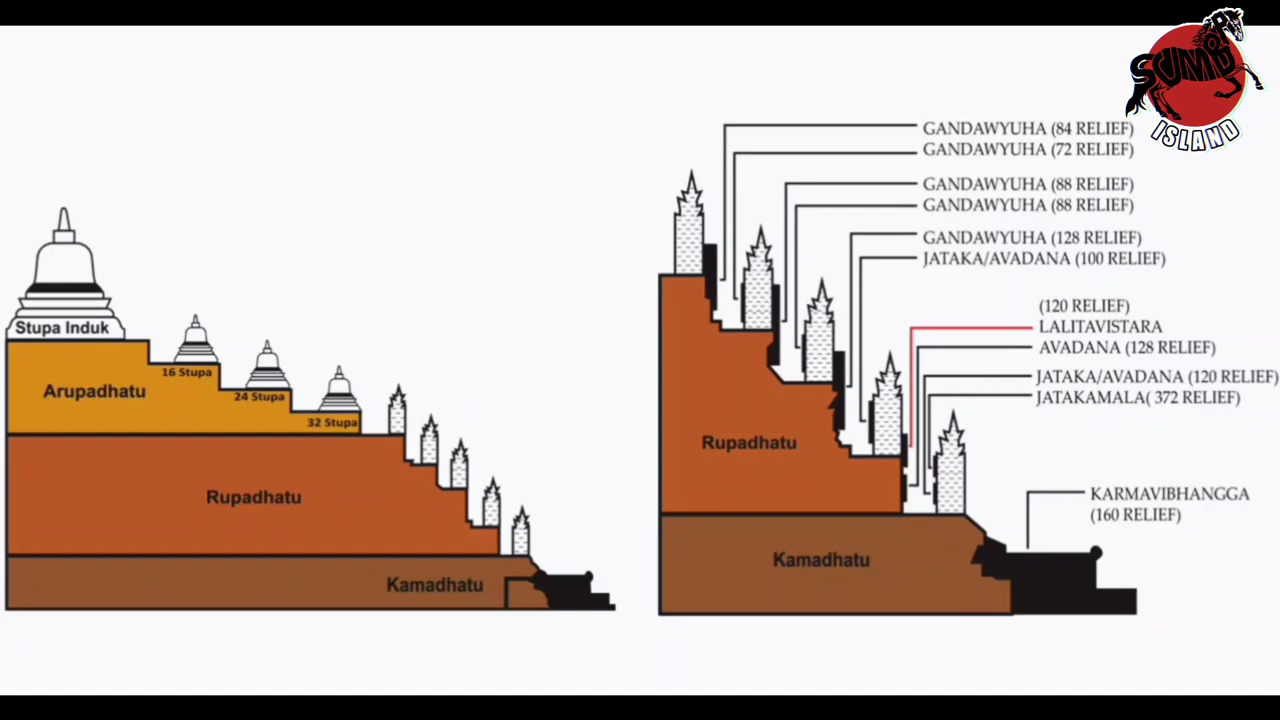 SUMBA
ISLAND
GANDAWYUHA (84 RELIEF)
GANDAWYUHA (72 RELIEF)
GANDAWYUHA (88 RELIEF)
GANDAWYUHA (88 RELIEF)
GANDAWYUHA (128 RELIEF)
JATAKA/AVADANA (100 RELIEF)
(120 RELIEF)
LALITAVISTARA
AVADANA (128 RELIEF)
JATAKA/AVADANA (120 RELIEF)
JATAKAMALA( 372 RELIEF)
KARMAVIBHANGGA
(160 RELIEF)
Stupa Induk
16 Stupa
Arupadhatu
24 Stupa
32 Stupa
Rupadhatu
Kamadhatu
Rupadhatu
Kamadhatu